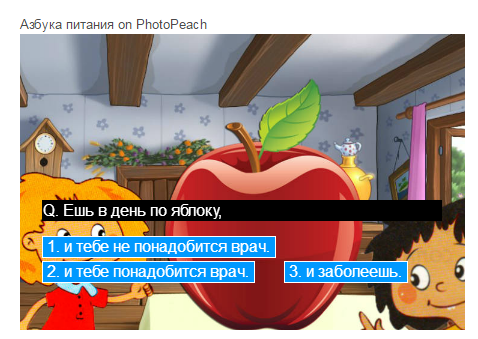 Азбука питания on PhotoPeach
Q. Ешь в день по яблоку,
1. и тебе не понадобится врач.
2. и тебе понадобится врач. 3. и заболеешь.